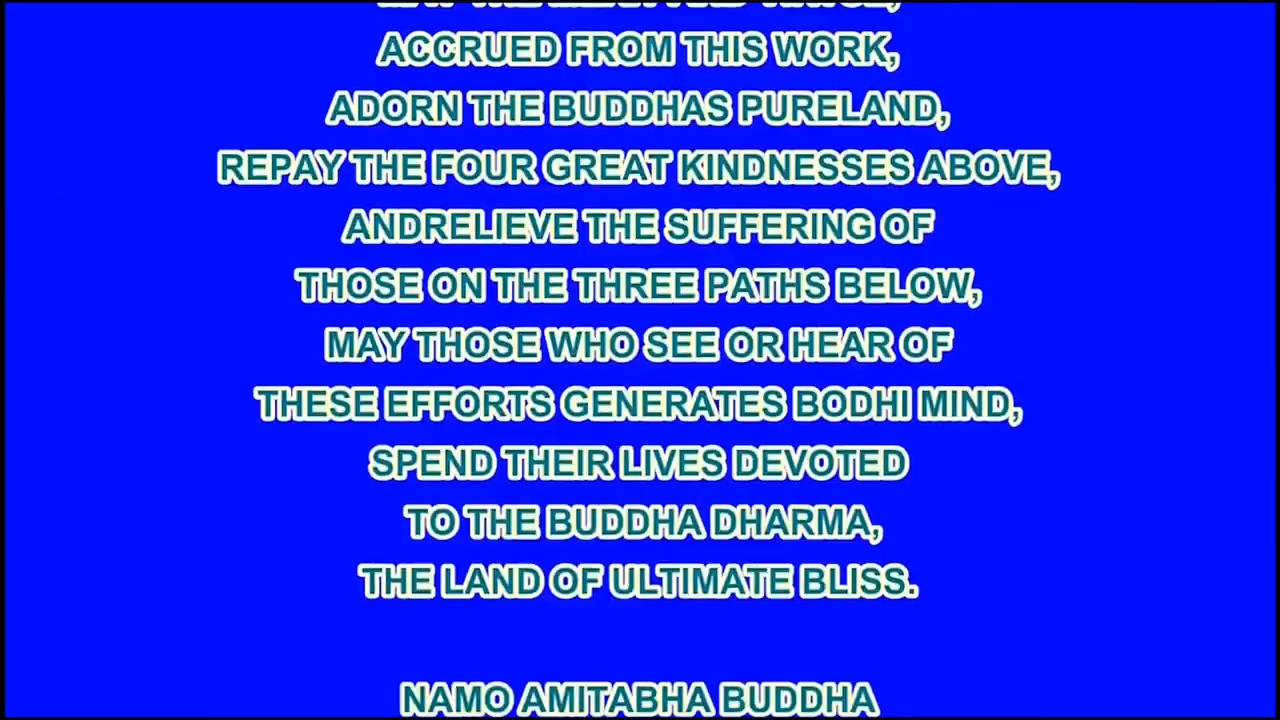 ACCRUED FROM THIS WORK,
ADORN THE BUDDHAS PURELAND,
REPAY THE FOUR GREAT KINDNESSES ABOVE,
ANDRELIEVE THE SUFFERING OF
THOSE ON THE THREE PATHS BELOW,
MAY THOSE WHO SEE OR HEAR OF
THESE EFFORTS GENERATES BODHI MIND,
SPEND THEIR LIVES DEVOTED
TO THE BUDDHA DHARMA,
THE LAND OF ULTIMATE BLISS.
NAMO AMITABHA BUDDHA